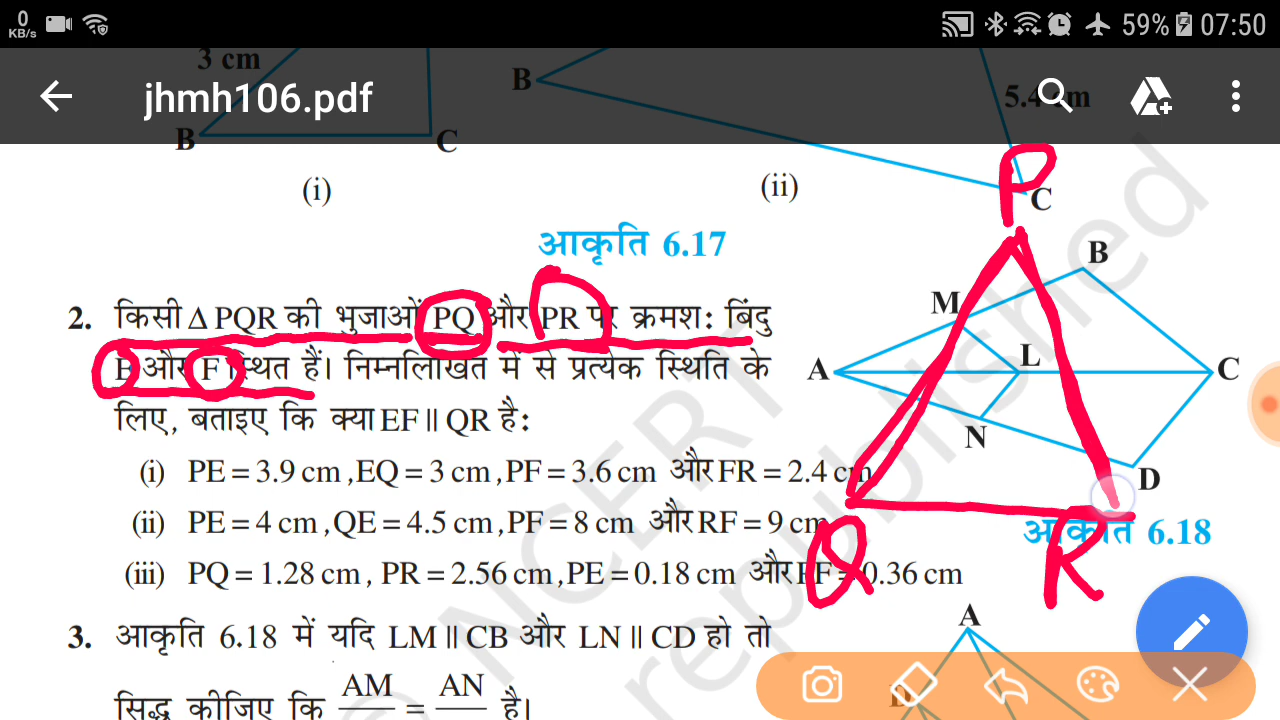 0
KB/s
59% 07:50
jhmh106.pdf
3 cm
B
C
(i)
B
5.4 cm
C
(ii)
P
आकृति 6.17
2. किसी Δ PQR की भुजाओं PQ और PR पर क्रमश: बिंदु
E और F स्थित हैं। निम्नलिखित में से प्रत्येक स्थिति के
लिए, बताइए कि क्या EF || QR है:
(i) PE = 3.9 cm ,EQ = 3 cm ,PF = 3.6 cm और FR = 2.4 cm
(ii) PE = 4 cm , QE = 4.5 cm , PF = 8 cm और RF = 9 cm
(iii) PQ = 1.28 cm , PR = 2.56 cm , PE = 0.18 cm और PF = 0.36 cm
B
M
A
L
C
N
D
Q
R
आकृति 6.18
3. आकृति 6.18 में यदि LM || CB और LN || CD हो तो
सिद्ध कीजिए कि AM = AN है।
A
D
NCERT
republished
republished